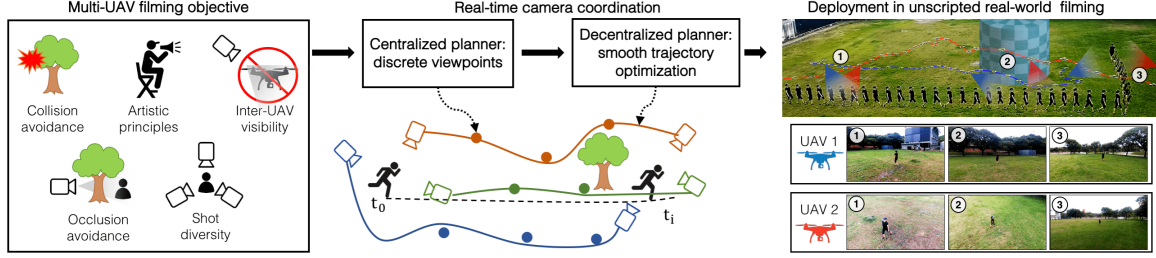 Multi-UAV filming objective
Collision
avoidance
Artistic
principles
Inter-UAV
visibility
Occlusion
avoidance
Shot
diversity
Real-time camera coordination
Centralized planner:
discrete viewpoints
Decentralized planner:
smooth trajectory
optimization
t0
ti
Deployment in unscripted real-world filming
1
2
3
UAV 1
1
2
3
UAV 2
1
2
3